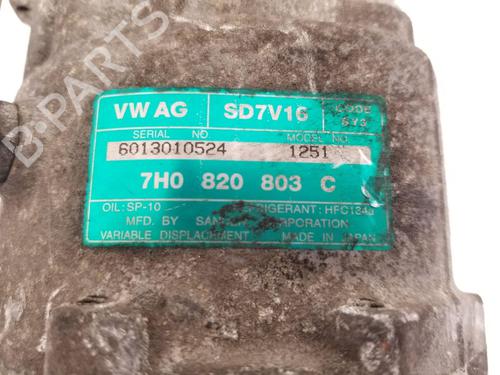 VW AG SD7V16 CODE
SERIAL NO MODEL NO
6013010524 1251
7H0 820 803 C
OIL:SP-10 REFRIGERANT:HFC134a
MFD. BY SANDEN CORPORATION
VARIABLE DISPLACEMENT MADE IN JAPAN
B-PARTS